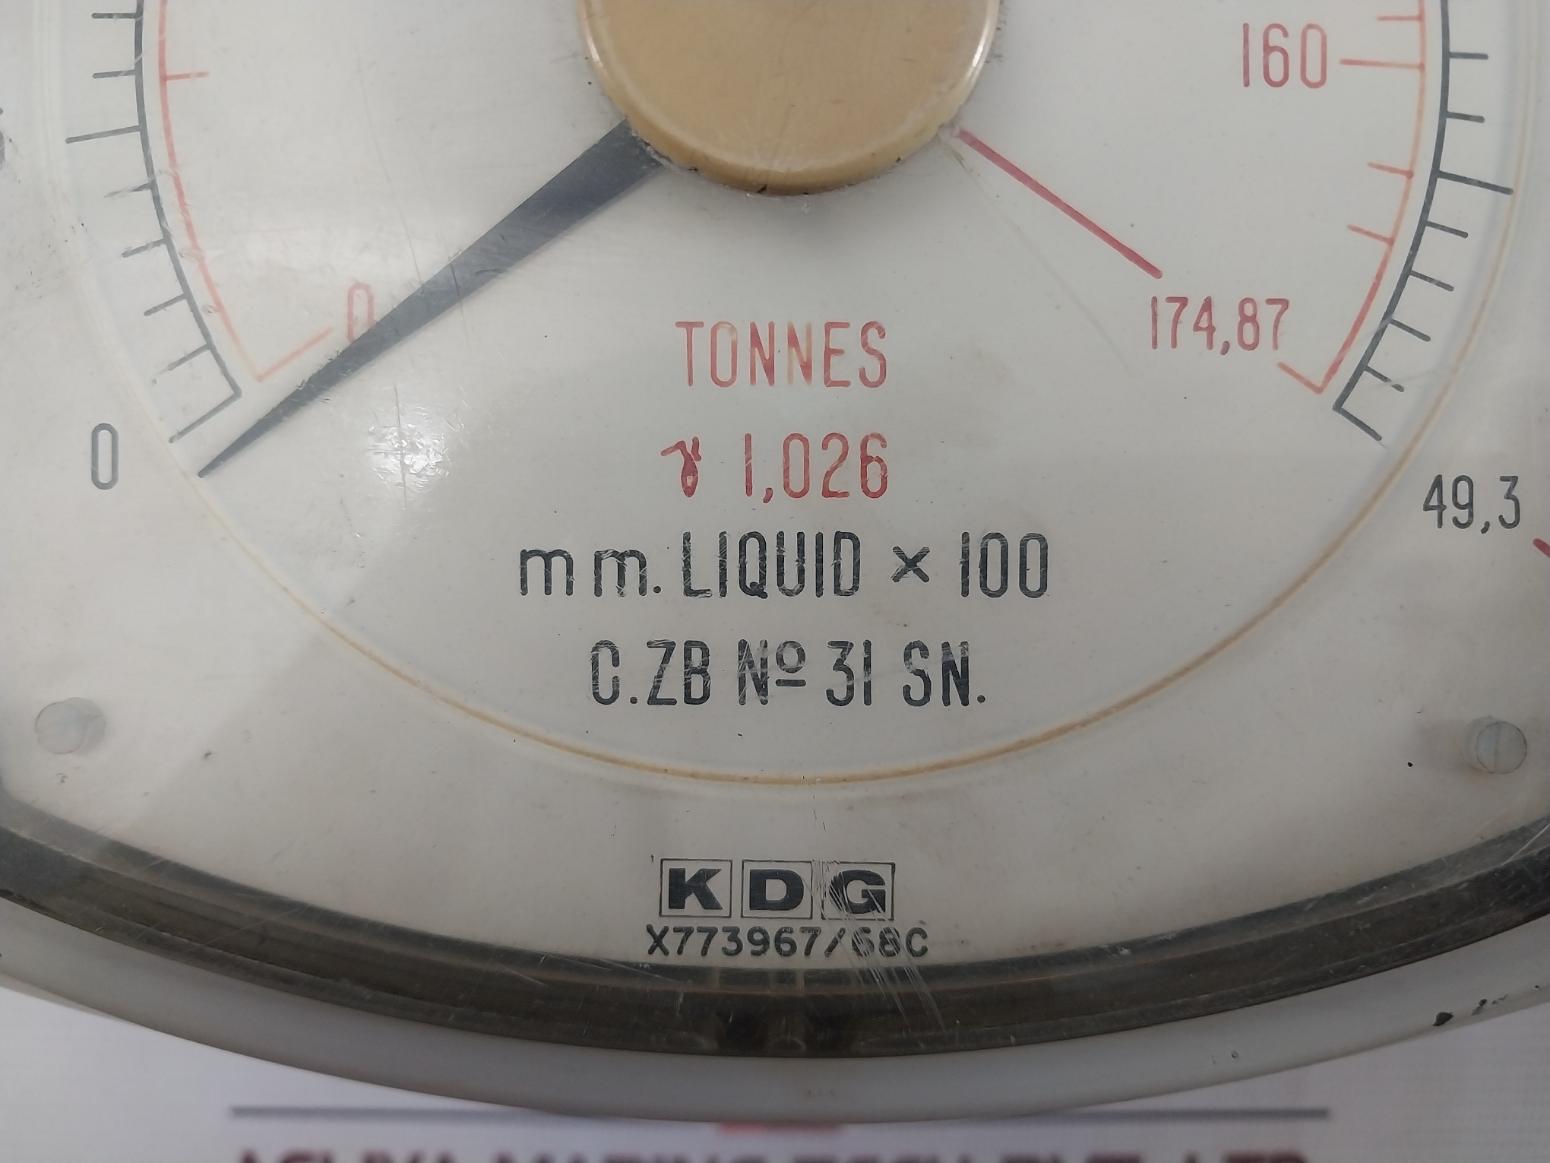 160
0
174,87
TONNES
0
ɤ 1,026
49,3
mm. LIQUID × 100
C.ZB Nº 31 SN.
KDG
X773967/68C